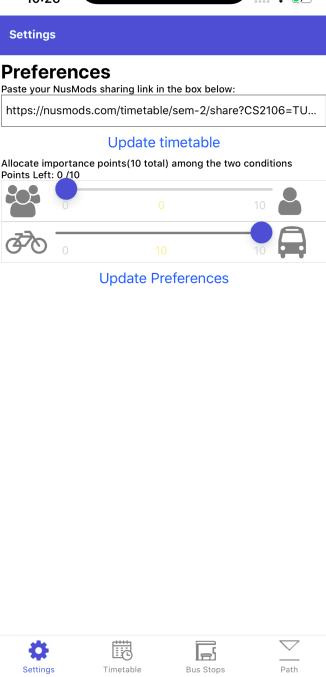 Settings
Preferences
Paste your NusMods sharing link in the box below:
https://nusmods.com/timetable/sem-2/share?CS2106=TU...
Update timetable
Allocate importance points(10 total) among the two conditions
Points Left: 0 /10
0 0 10
0 10 10
Update Preferences
Settings Timetable Bus Stops Path